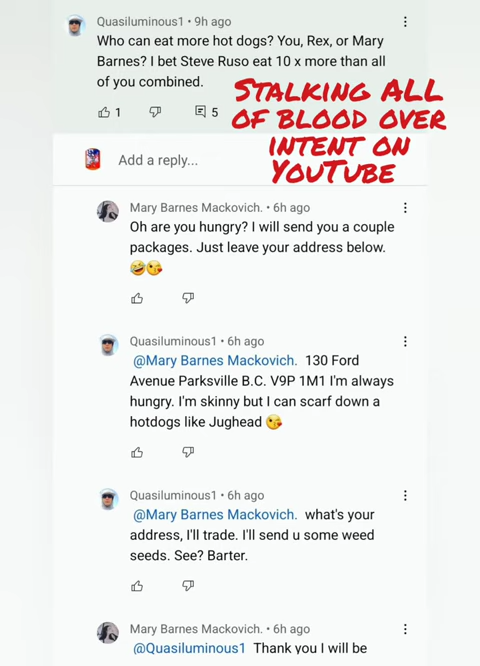 Quasiluminous1 • 9h ago
Who can eat more hot dogs? You, Rex, or Mary
Barnes? I bet Steve Ruso eat 10 x more than all
of you combined.
1
5
STALKING ALL
OF BLOOD OVER
INTENT ON
YOUTUBE
Add a reply...
Mary Barnes Mackovich. • 6h ago
Oh are you hungry? I will send you a couple
packages. Just leave your address below.
🤣😘
Quasiluminous1 • 6h ago
@Mary Barnes Mackovich. 130 Ford
Avenue Parksville B.C. V9P 1M1 I'm always
hungry. I'm skinny but I can scarf down a
hotdogs like Jughead 😘
Quasiluminous1 • 6h ago
@Mary Barnes Mackovich. what's your
address, I'll trade. I'll send u some weed
seeds. See? Barter.
Mary Barnes Mackovich. • 6h ago
@Quasiluminous1 Thank you I will be